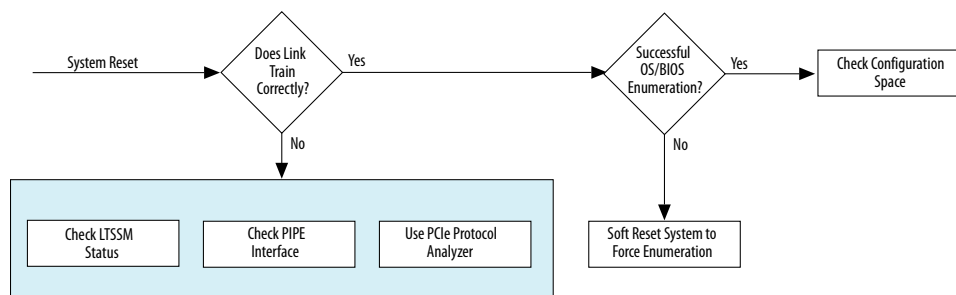 System Reset
Does Link
Train
Correctly?
Yes
Successful
OS/BIOS
Enumeration?
Yes
Check Configuration
Space
No
No
Check LTSSM
Status
Check PIPE
Interface
Use PCIe Protocol
Analyzer
Soft Reset System to
Force Enumeration